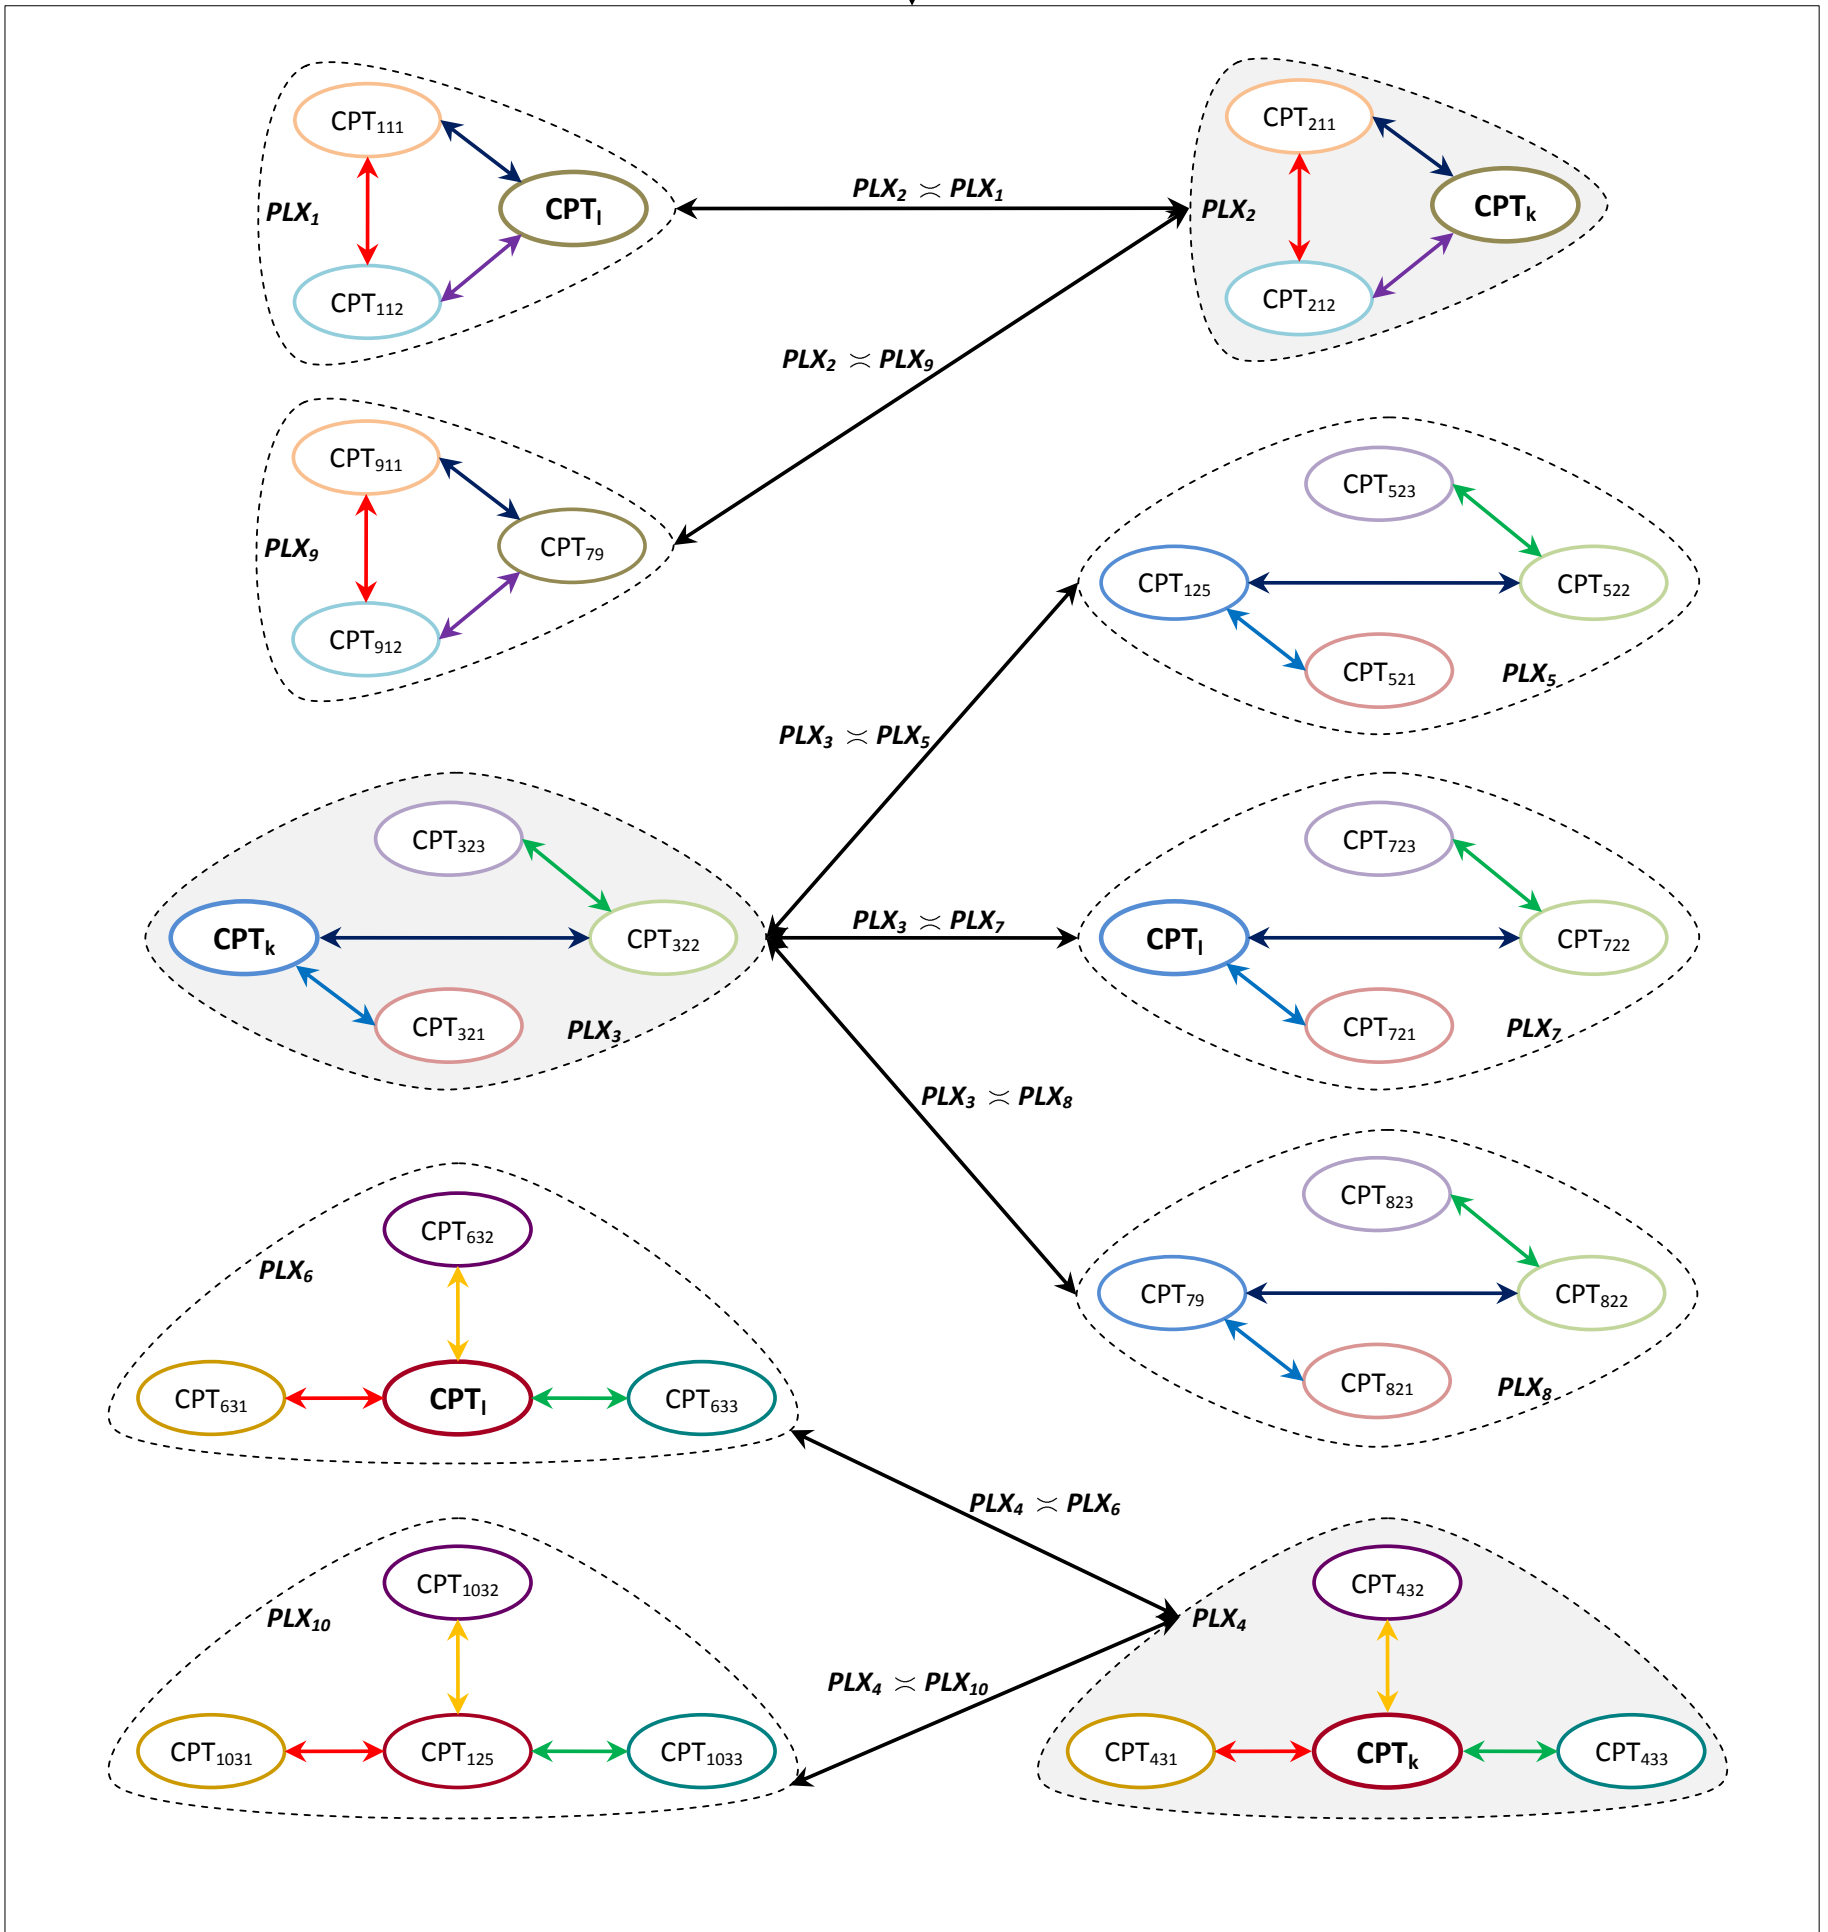 CPT₁₁₁
PLX₁
CPTₗ
CPT₁₁₂
PLX₂ ≍ PLX₁
CPT₂₁₁
PLX₂
CPTₖ
CPT₂₁₂
PLX₂ ≍ PLX₉
CPT₉₁₁
PLX₉
CPT₇₉
CPT₉₁₂
CPT₅₂₃
CPT₁₂₅
CPT₅₂₂
CPT₅₂₁
PLX₅
PLX₃ ≍ PLX₅
CPT₃₂₃
CPTₖ
CPT₃₂₂
CPT₃₂₁
PLX₃
PLX₃ ≍ PLX₇
CPT₇₂₃
CPTₗ
CPT₇₂₂
CPT₇₂₁
PLX₇
PLX₃ ≍ PLX₈
CPT₈₂₃
CPT₇₉
CPT₈₂₂
CPT₈₂₁
PLX₈
CPT₆₃₂
PLX₆
CPT₆₃₁
CPTₗ
CPT₆₃₃
PLX₄ ≍ PLX₆
CPT₁₀₃₂
PLX₁₀
CPT₁₀₃₁
CPT₁₂₅
CPT₁₀₃₃
PLX₄ ≍ PLX₁₀
CPT₄₃₂
PLX₄
CPT₄₃₁
CPTₖ
CPT₄₃₃